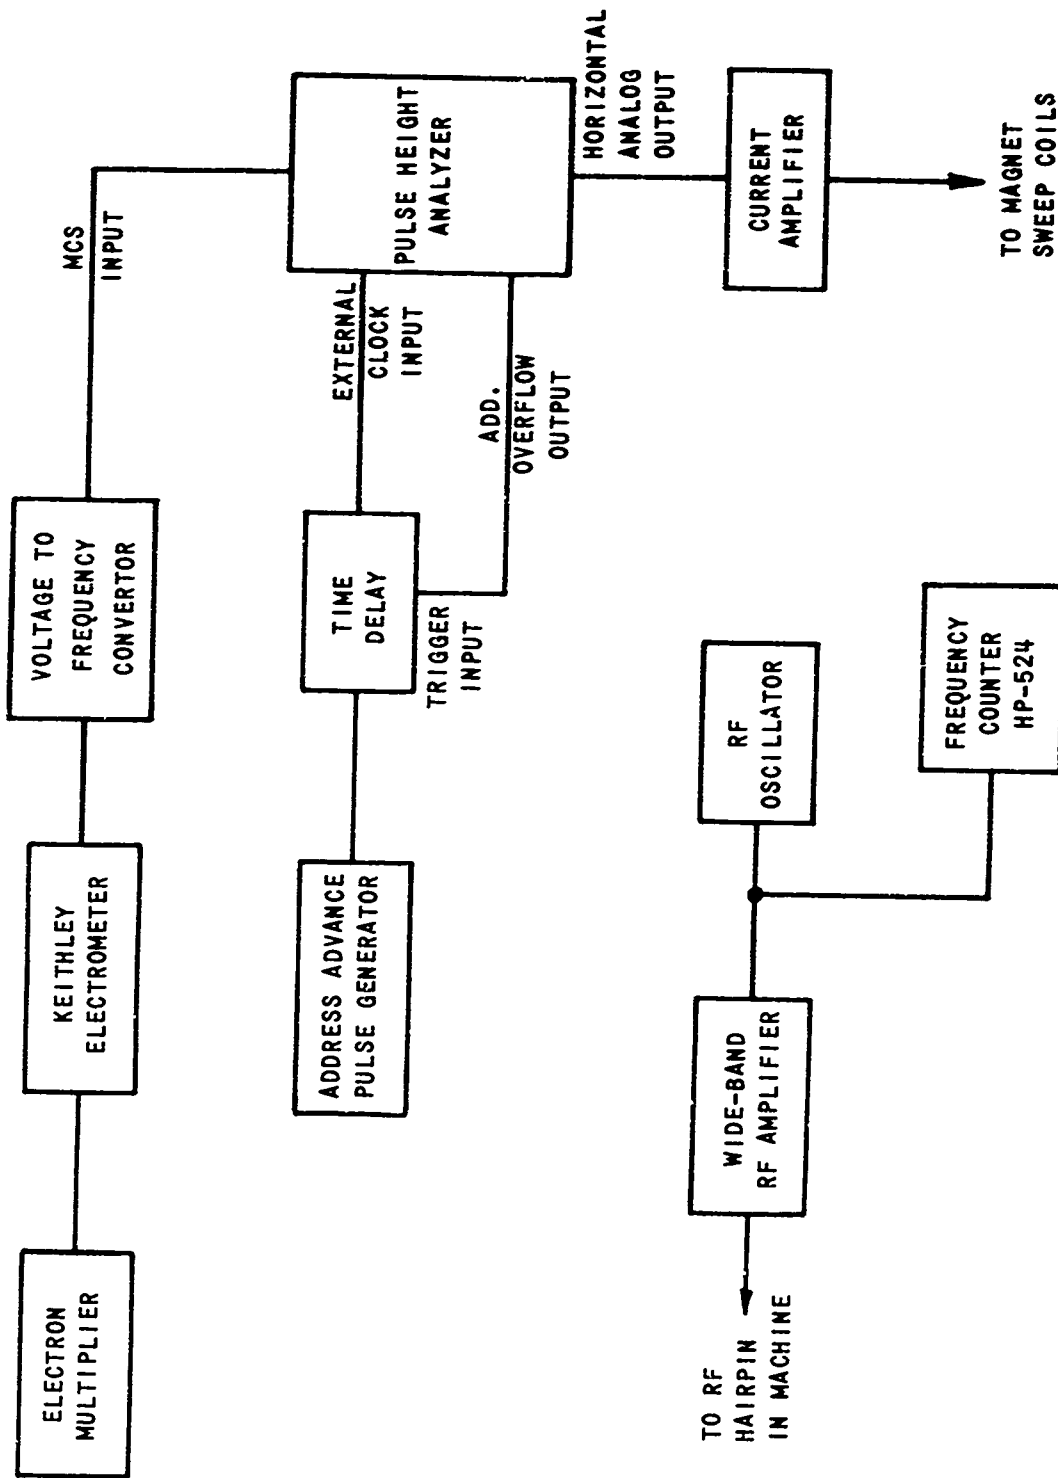 ELECTRON
MULTIPLIER
KEITHLEY
ELECTROMETER
VOLTAGE TO
FREQUENCY
CONVERTOR
MCS
INPUT
ADDRESS ADVANCE
PULSE GENERATOR
TIME
DELAY
TRIGGER
INPUT
EXTERNAL
CLOCK
INPUT
ADD.
OVERFLOW
OUTPUT
PULSE HEIGHT
ANALYZER
HORIZONTAL
ANALOG
OUTPUT
CURRENT
AMPLIFIER
TO MAGNET
SWEEP COILS
TO RF
HAIRPIN
IN MACHINE
WIDE-BAND
RF AMPLIFIER
RF
OSCILLATOR
FREQUENCY
COUNTER
HP-524